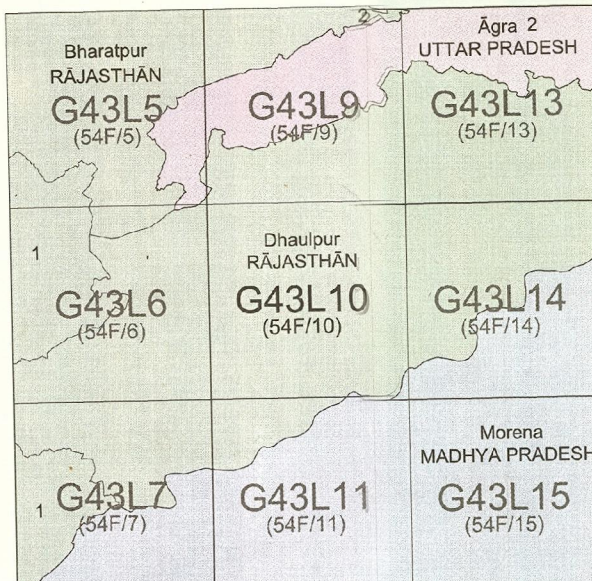 2
Bharatpur
RĀJASTHĀN
G43L5
(54F/5)
G43L9
(54F/9)
Āgra 2
UTTAR PRADESH
G43L13
(54F/13)
1
G43L6
(54F/6)
Dhaulpur
RĀJASTHĀN
G43L10
(54F/10)
G43L14
(54F/14)
1
G43L7
(54F/7)
G43L11
(54F/11)
Morena
MADHYA PRADESH
G43L15
(54F/15)